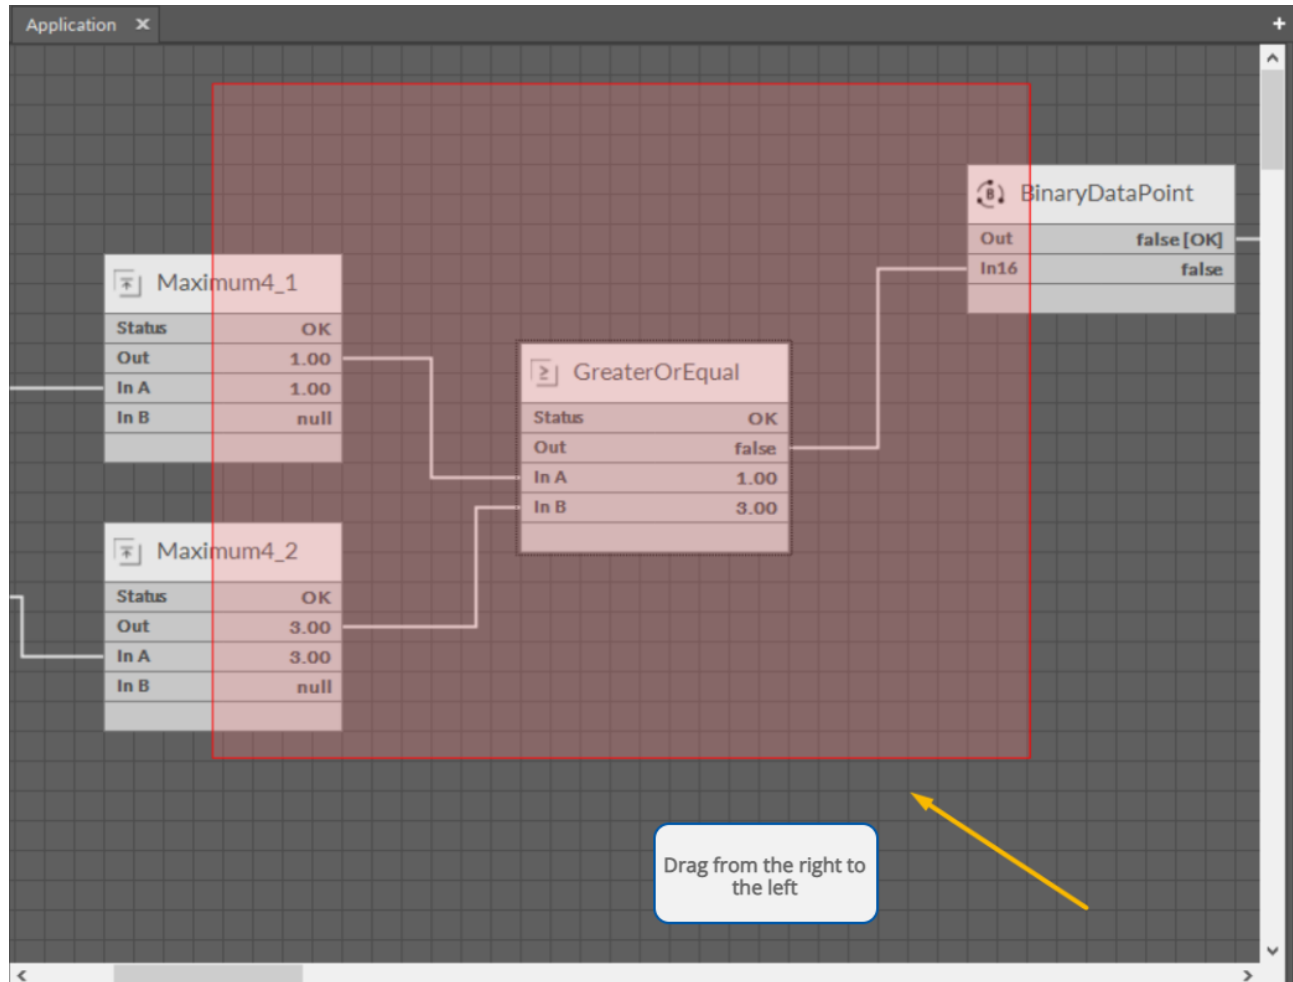 Application
BinaryDataPoint
Out false [OK]
In16 false
Maximum4_1
Status OK
Out 1.00
In A 1.00
In B null
GreaterOrEqual
Status OK
Out false
In A 1.00
In B 3.00
Maximum4_2
Status OK
Out 3.00
In A 3.00
In B null
Drag from the right to
the left